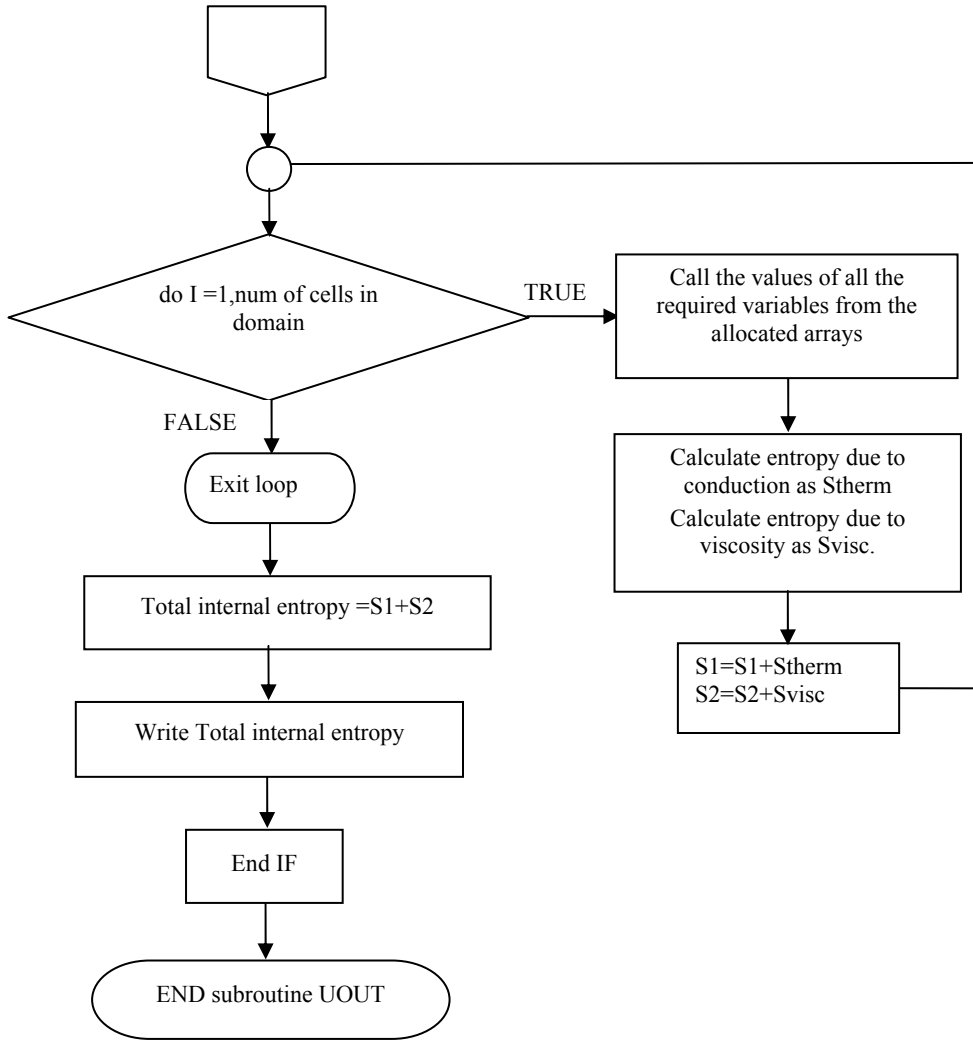 do I =1,num of cells in
domain
TRUE
Call the values of all the
required variables from the
allocated arrays
FALSE
Calculate entropy due to
conduction as Stherm
Calculate entropy due to
viscosity as Svisc.
Exit loop
Total internal entropy =S1+S2
S1=S1+Stherm
S2=S2+Svisc
Write Total internal entropy
End IF
END subroutine UOUT